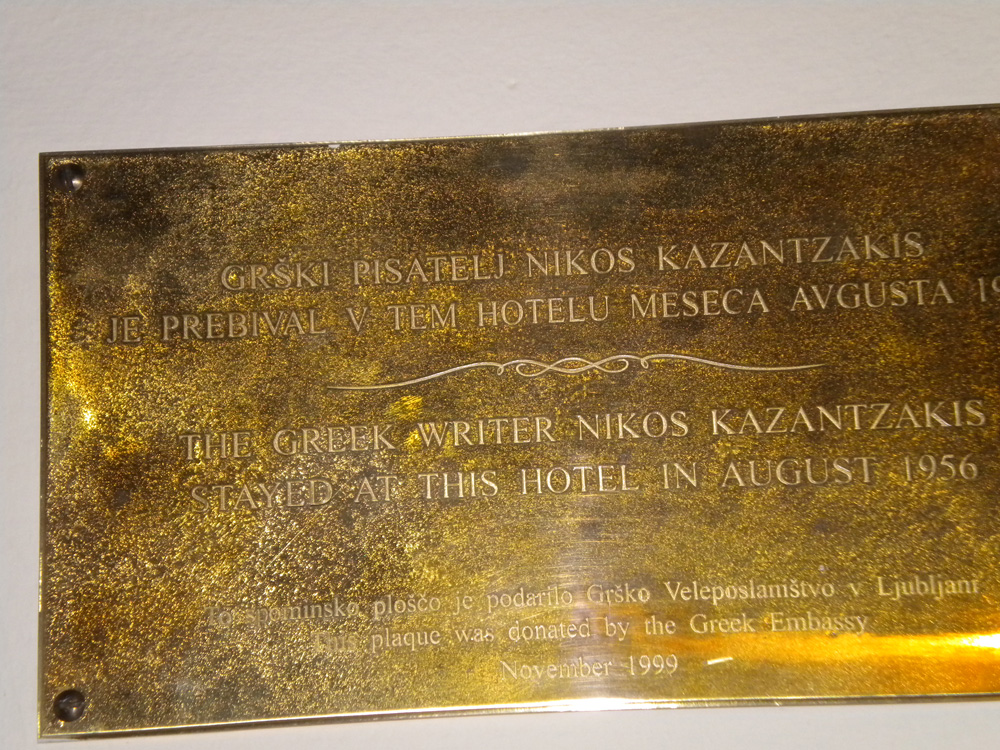 GRŠKI PISATELJ NIKOS KAZANTZAKIS
JE PREBIVAL V TEM HOTELU MESECA AVGUSTA 19
THE GREEK WRITER NIKOS KAZANTZAKIS
STAYED AT THIS HOTEL IN AUGUST 1956
To spominsko ploščo je podarilo Grško Veleposlaništvo v Ljubljani
This plaque was donated by the Greek Embassy
November 1999